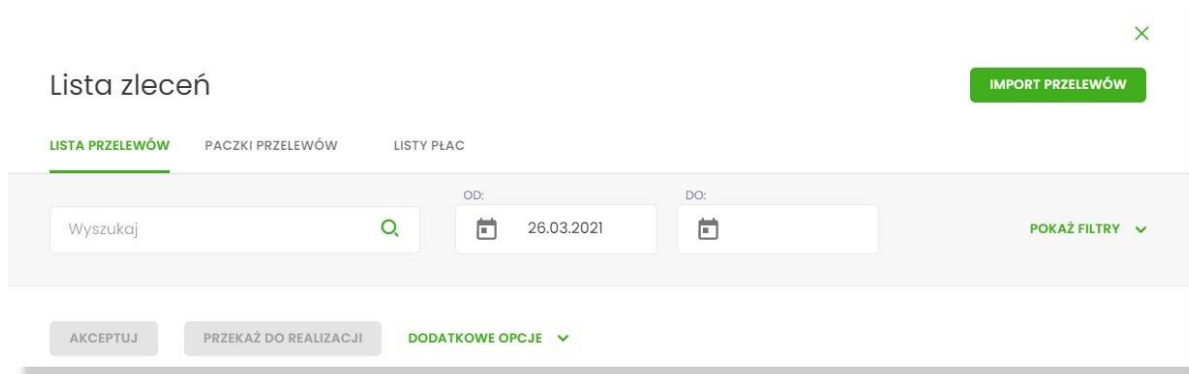 Lista zleceń
IMPORT PRZELEWÓW
LISTA PRZELEWÓW PACZKI PRZELEWÓW LISTY PŁAC
OD: DO:
Wyszukaj 26.03.2021 POKAŻ FILTRY
AKCEPTUJ PRZEKAŻ DO REALIZACJI DODATKOWE OPCJE